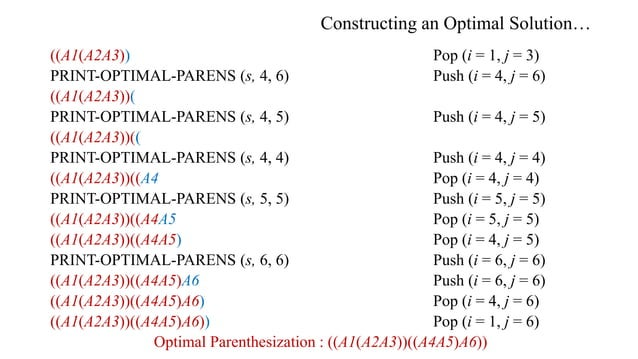 Constructing an Optimal Solution…
((A1(A2A3)) Pop (i = 1, j = 3)
PRINT-OPTIMAL-PARENS (s, 4, 6) Push (i = 4, j = 6)
((A1(A2A3))(
PRINT-OPTIMAL-PARENS (s, 4, 5) Push (i = 4, j = 5)
((A1(A2A3))((
PRINT-OPTIMAL-PARENS (s, 4, 4) Push (i = 4, j = 4)
((A1(A2A3))((A4 Pop (i = 4, j = 4)
PRINT-OPTIMAL-PARENS (s, 5, 5) Push (i = 5, j = 5)
((A1(A2A3))((A4A5 Pop (i = 5, j = 5)
((A1(A2A3))((A4A5) Pop (i = 4, j = 5)
PRINT-OPTIMAL-PARENS (s, 6, 6) Push (i = 6, j = 6)
((A1(A2A3))((A4A5)A6 Push (i = 6, j = 6)
((A1(A2A3))((A4A5)A6) Pop (i = 4, j = 6)
((A1(A2A3))((A4A5)A6)) Pop (i = 1, j = 6)
Optimal Parenthesization : ((A1(A2A3))((A4A5)A6))